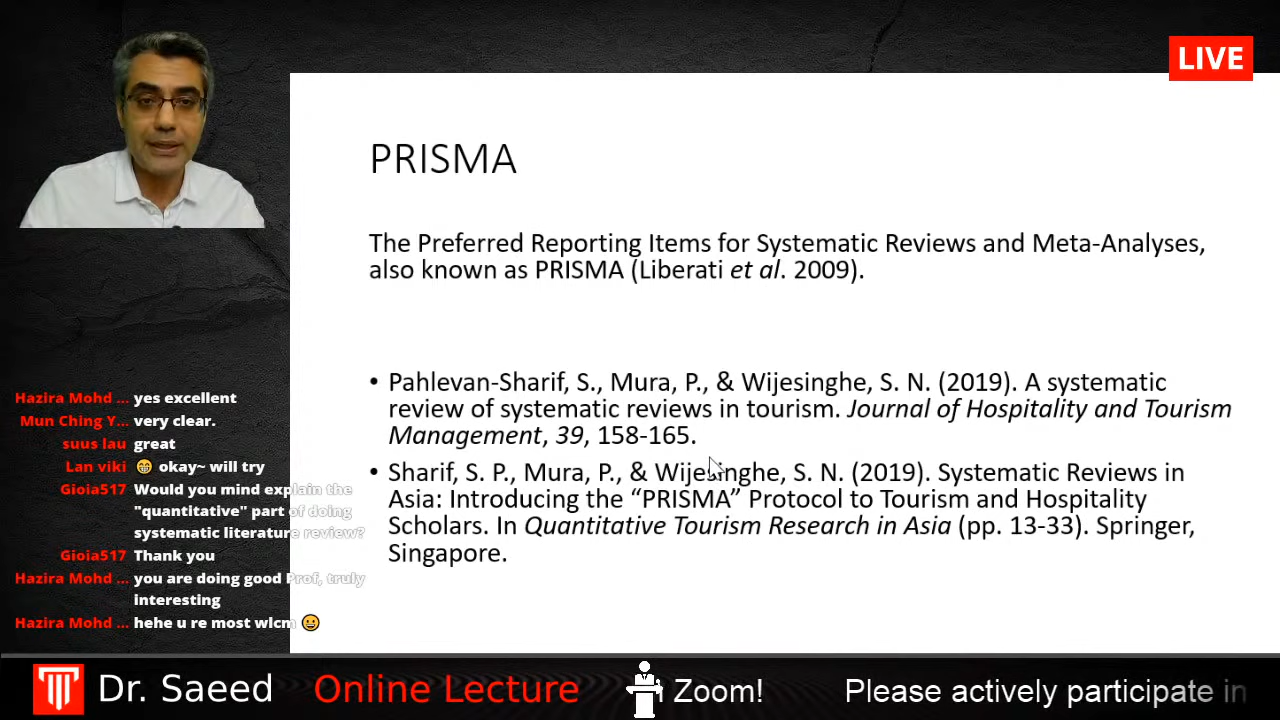 LIVE
PRISMA
The Preferred Reporting Items for Systematic Reviews and Meta-Analyses,
also known as PRISMA (Liberati et al. 2009).
• Pahlevan-Sharif, S., Mura, P., & Wijesinghe, S. N. (2019). A systematic
review of systematic reviews in tourism. Journal of Hospitality and Tourism
Management, 39, 158-165.
• Sharif, S. P., Mura, P., & Wijesinghe, S. N. (2019). Systematic Reviews in
Asia: Introducing the “PRISMA” Protocol to Tourism and Hospitality
Scholars. In Quantitative Tourism Research in Asia (pp. 13-33). Springer,
Singapore.
Hazira Mohd ... yes excellent
Mun Ching Y... very clear.
suus lau great
Lan viki 😁 okay~ will try
Gioia517 Would you mind explain the
"quantitative" part of doing
systematic literature review?
Gioia517 Thank you
Hazira Mohd ... you are doing good Prof, truly
interesting
Hazira Mohd ... hehe u re most wlcm 😀
Dr. Saeed Online Lecture Zoom! Please actively participate in